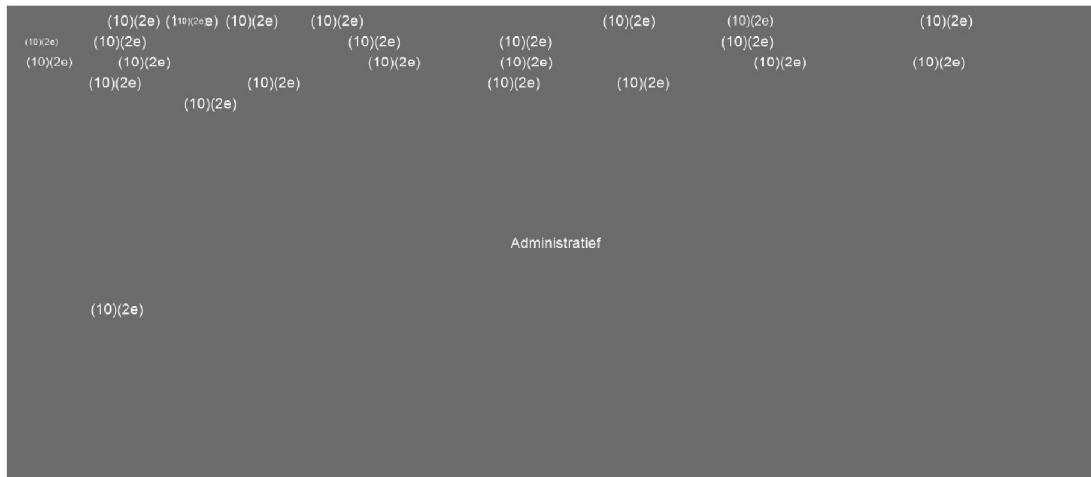 (10)(2e) (10)(2e) (10)(2e) (10)(2e) (10)(2e) (10)(2e) (10)(2e)
(10)(2e) (10)(2e) (10)(2e) (10)(2e) (10)(2e)
(10)(2e) (10)(2e) (10)(2e) (10)(2e) (10)(2e) (10)(2e)
(10)(2e) (10)(2e) (10)(2e) (10)(2e)
(10)(2e)
Administratief
(10)(2e)